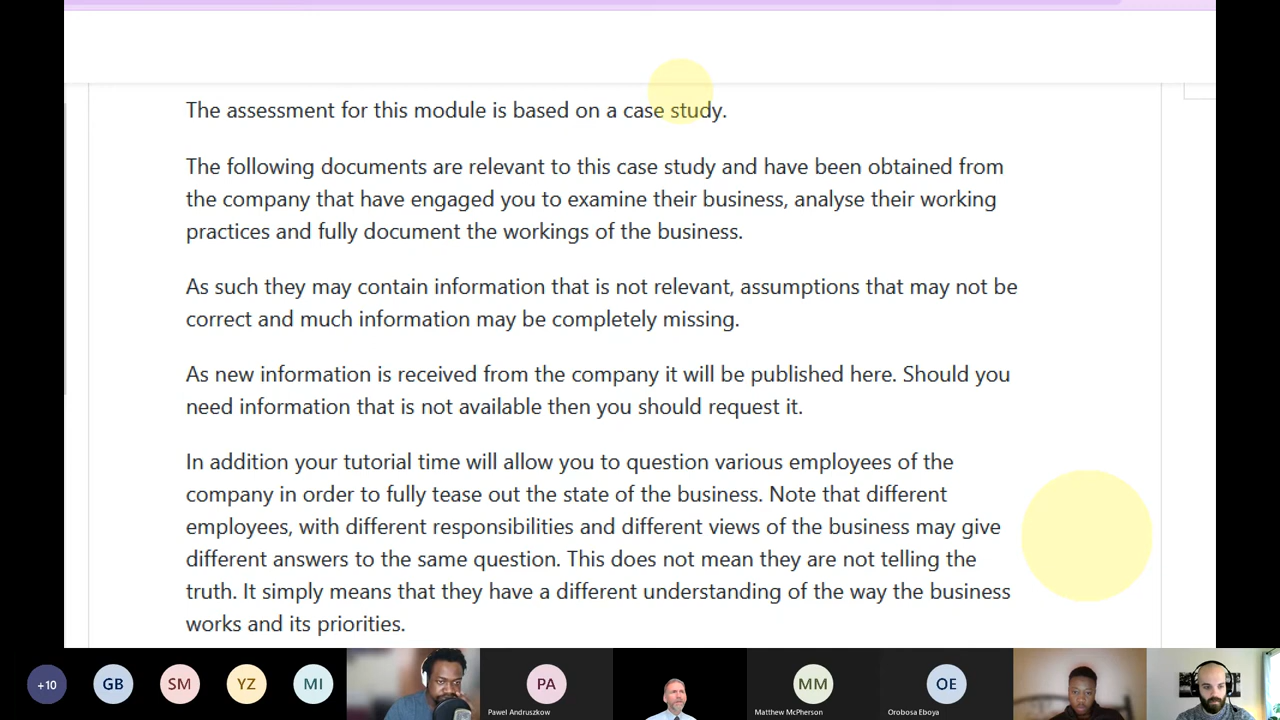 The assessment for this module is based on a case study.
The following documents are relevant to this case study and have been obtained from
the company that have engaged you to examine their business, analyse their working
practices and fully document the workings of the business.
As such they may contain information that is not relevant, assumptions that may not be
correct and much information may be completely missing.
As new information is received from the company it will be published here. Should you
need information that is not available then you should request it.
In addition your tutorial time will allow you to question various employees of the
company in order to fully tease out the state of the business. Note that different
employees, with different responsibilities and different views of the business may give
different answers to the same question. This does not mean they are not telling the
truth. It simply means that they have a different understanding of the way the business
works and its priorities.
+10
GB
SM
YZ
MI
PA
Pawel Andruszkow
MM
Matthew McPherson
OE
Orobosa Eboya